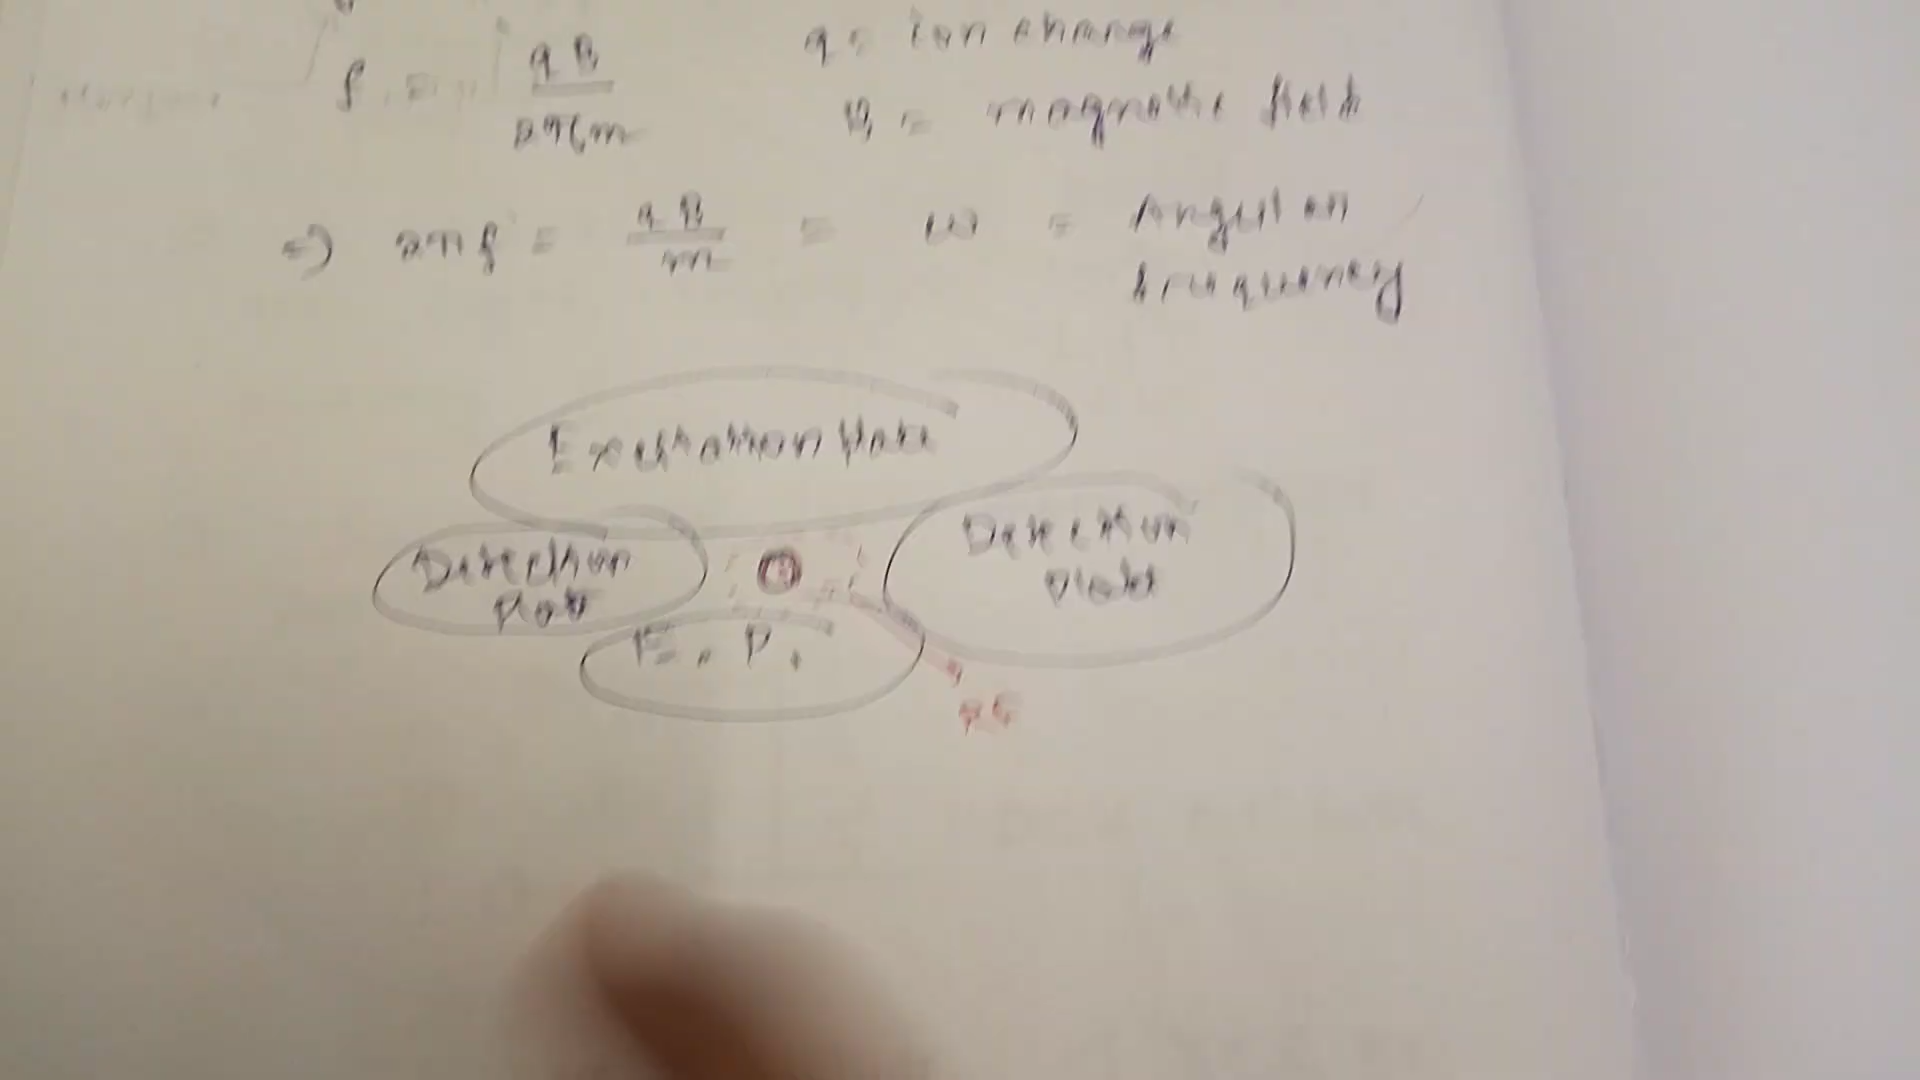 q = ion charge
f = qB / 2πm
B = magnetic field
=> 2πf = qB / m = ω = Angular
frequency
Excitation plate
Detection
plate
Detection
plate
E. P.